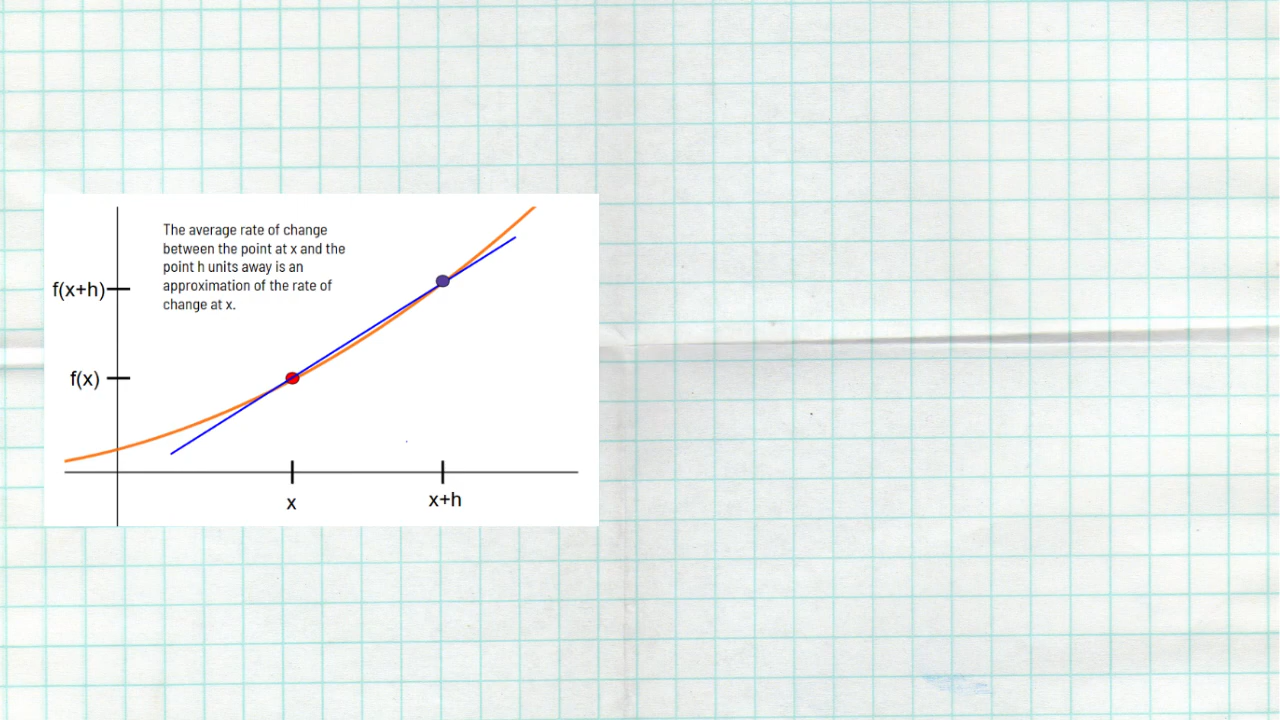 The average rate of change
between the point at x and the
point h units away is an
approximation of the rate of
change at x.
f(x+h)
f(x)
x
x+h